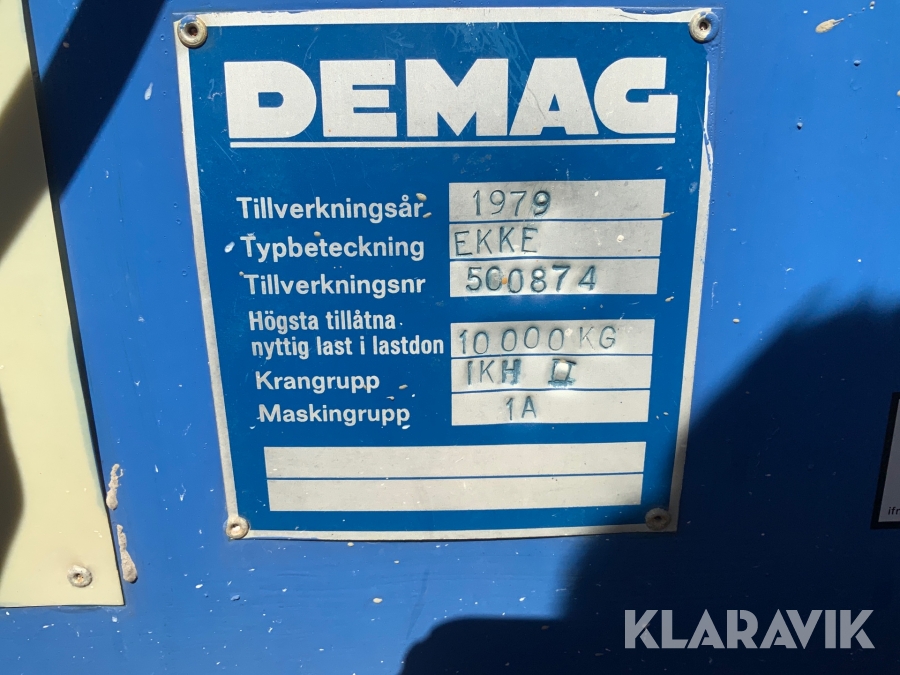 DEMAG
Tillverkningsår 1979
Typbeteckning EKKE
Tillverkningsnr 500874
Högsta tillåtna
nyttig last i lastdon 10 000 KG
Krangrupp IKH II
Maskingrupp 1A
KLARAVIK